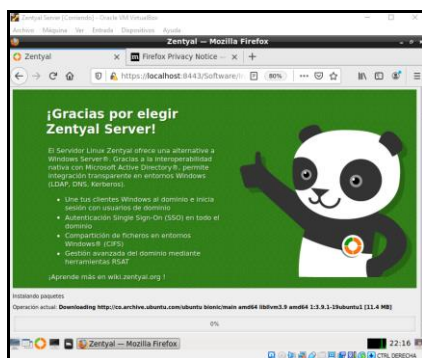 Zentyal Server [Corriendo] - Oracle VM VirtualBox
Archivo Máquina Ver Entrada Dispositivos Ayuda
Zentyal — Mozilla Firefox
Zentyal
Firefox Privacy Notice —
https://localhost:8443/Software/I
80%
¡Gracias por elegir
Zentyal Server!
El Servidor Linux Zentyal ofrece una alternativa a
Windows Server®. Gracias a la interoperabilidad
nativa con Microsoft Active Directory®, permite
integración transparente en entornos Windows
(LDAP, DNS, Kerberos).
Une tus clientes Windows al dominio e inicia
sesión con usuarios de dominio
Autenticación Single Sign-On (SSO) en todo el
dominio
Compartición de ficheros en entornos
Windows® (CIFS)
Gestión avanzada del dominio mediante
herramientas RSAT
¡Aprende más en wiki.zentyal.org !
Instalando paquetes
Operación actual: Downloading http://co.archive.ubuntu.com/ubuntu bionic/main amd64 libllvm3.9 amd64 1:3.9.1-19ubuntu1 [11.4 MB]
0%
Zentyal — Mozilla Firefox
22:16
CTRL DERECHA